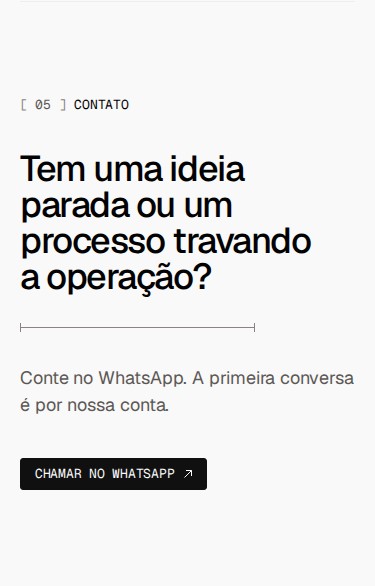 [ 05 ] CONTATO
Tem uma ideia
parada ou um
processo travando
a operação?
Conte no WhatsApp. A primeira conversa
é por nossa conta.
CHAMAR NO WHATSAPP ↗